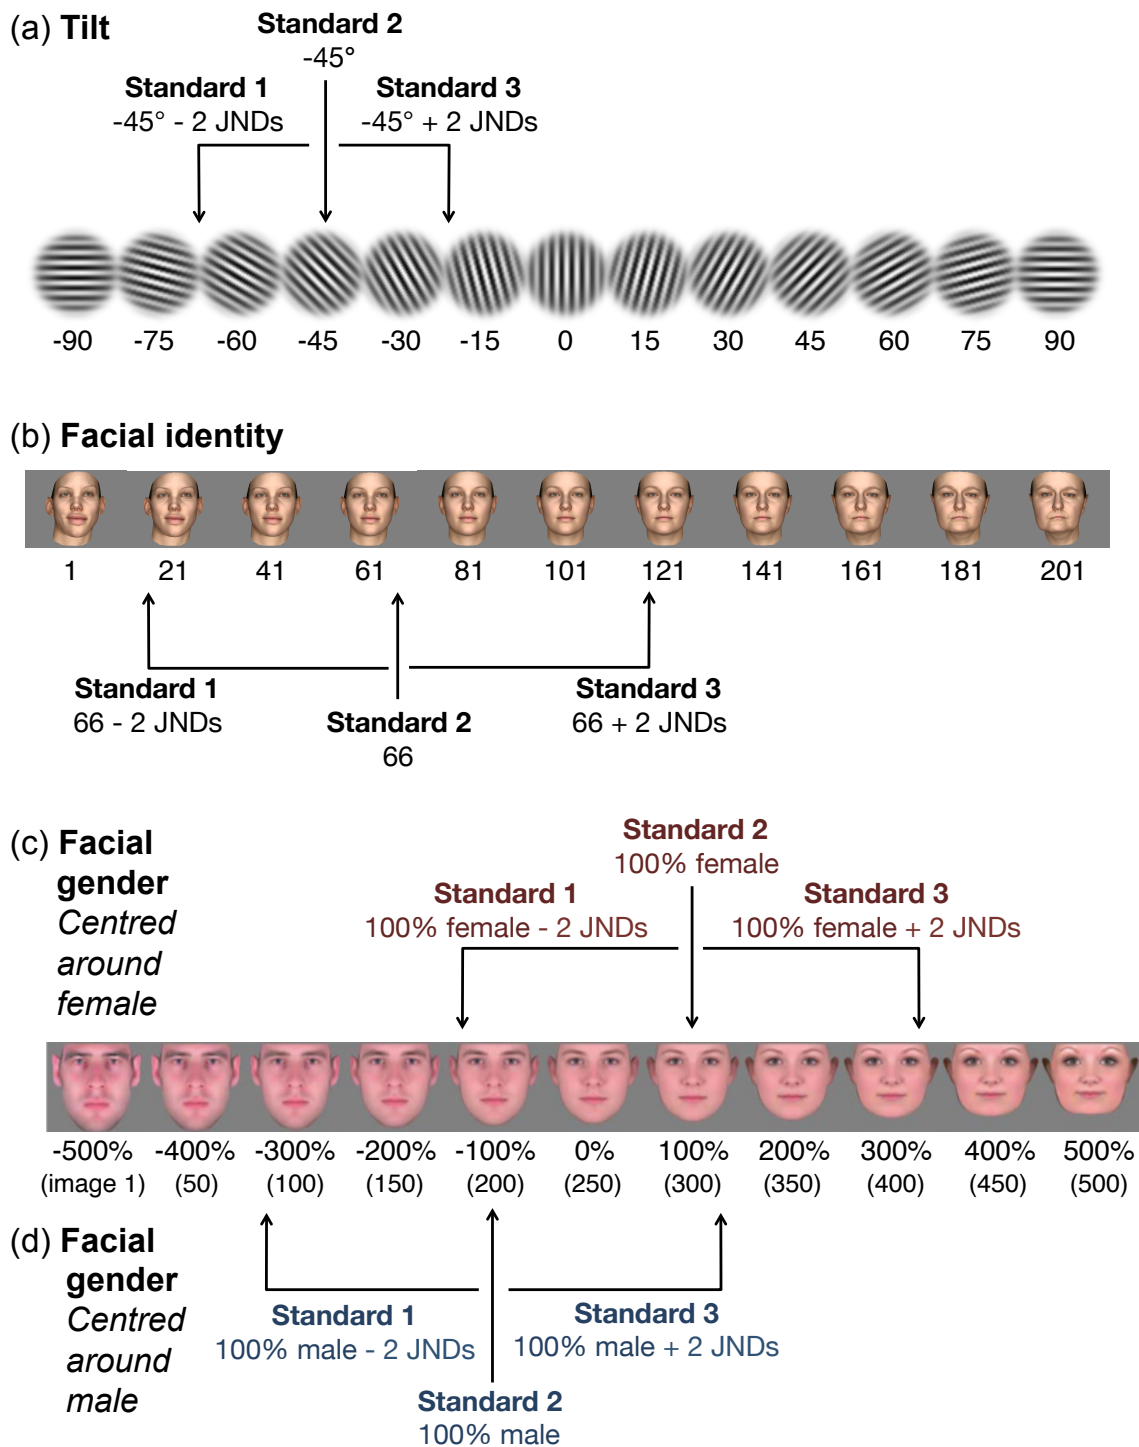 (a) Tilt
Standard 2
-45°
Standard 1
-45° - 2 JNDs
Standard 3
-45° + 2 JNDs
-90 -75 -60 -45 -30 -15 0 15 30 45 60 75 90
(b) Facial identity
1 21 41 61 81 101 121 141 161 181 201
Standard 1
66 - 2 JNDs
Standard 2
66
Standard 3
66 + 2 JNDs
(c) Facial
gender
Centred
around
female
Standard 2
100% female
Standard 1
100% female - 2 JNDs
Standard 3
100% female + 2 JNDs
-500% -400% -300% -200% -100% 0% 100% 200% 300% 400% 500%
(image 1) (50) (100) (150) (200) (250) (300) (350) (400) (450) (500)
(d) Facial
gender
Centred
around
male
Standard 1
100% male - 2 JNDs
Standard 3
100% male + 2 JNDs
Standard 2
100% male